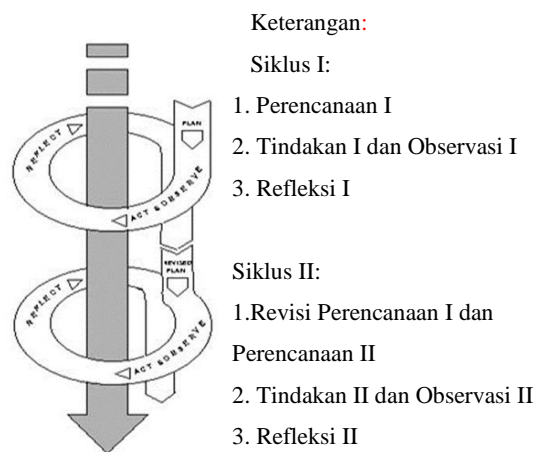 Keterangan:
Siklus I:
1. Perencanaan I
2. Tindakan I dan Observasi I
3. Refleksi I
Siklus II:
1.Revisi Perencanaan I dan
Perencanaan II
2. Tindakan II dan Observasi II
3. Refleksi II
PLAN
REFLECT
ACT & OBSERVE
REVISED
PLAN
REFLECT
ACT & OBSERVE